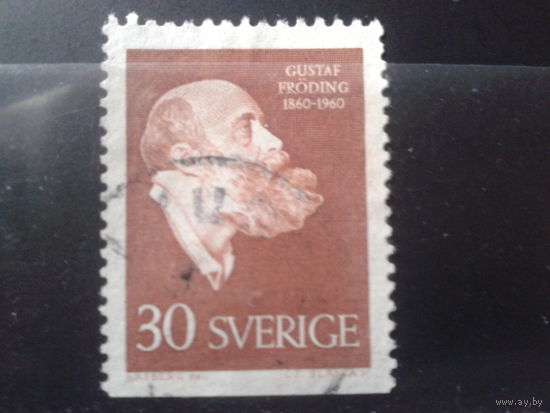 GUSTAF
FRÖDING
1860-1960
30 SVERIGE
www.ay.by